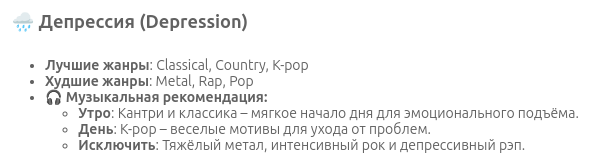 🌧️ Депрессия (Depression)
• Лучшие жанры: Classical, Country, K-pop
• Худшие жанры: Metal, Rap, Pop
• 🎧 Музыкальная рекомендация:
◦ Утро: Кантри и классика – мягкое начало дня для эмоционального подъёма.
◦ День: K-pop – веселые мотивы для ухода от проблем.
◦ Исключить: Тяжёлый метал, интенсивный рок и депрессивный рэп.